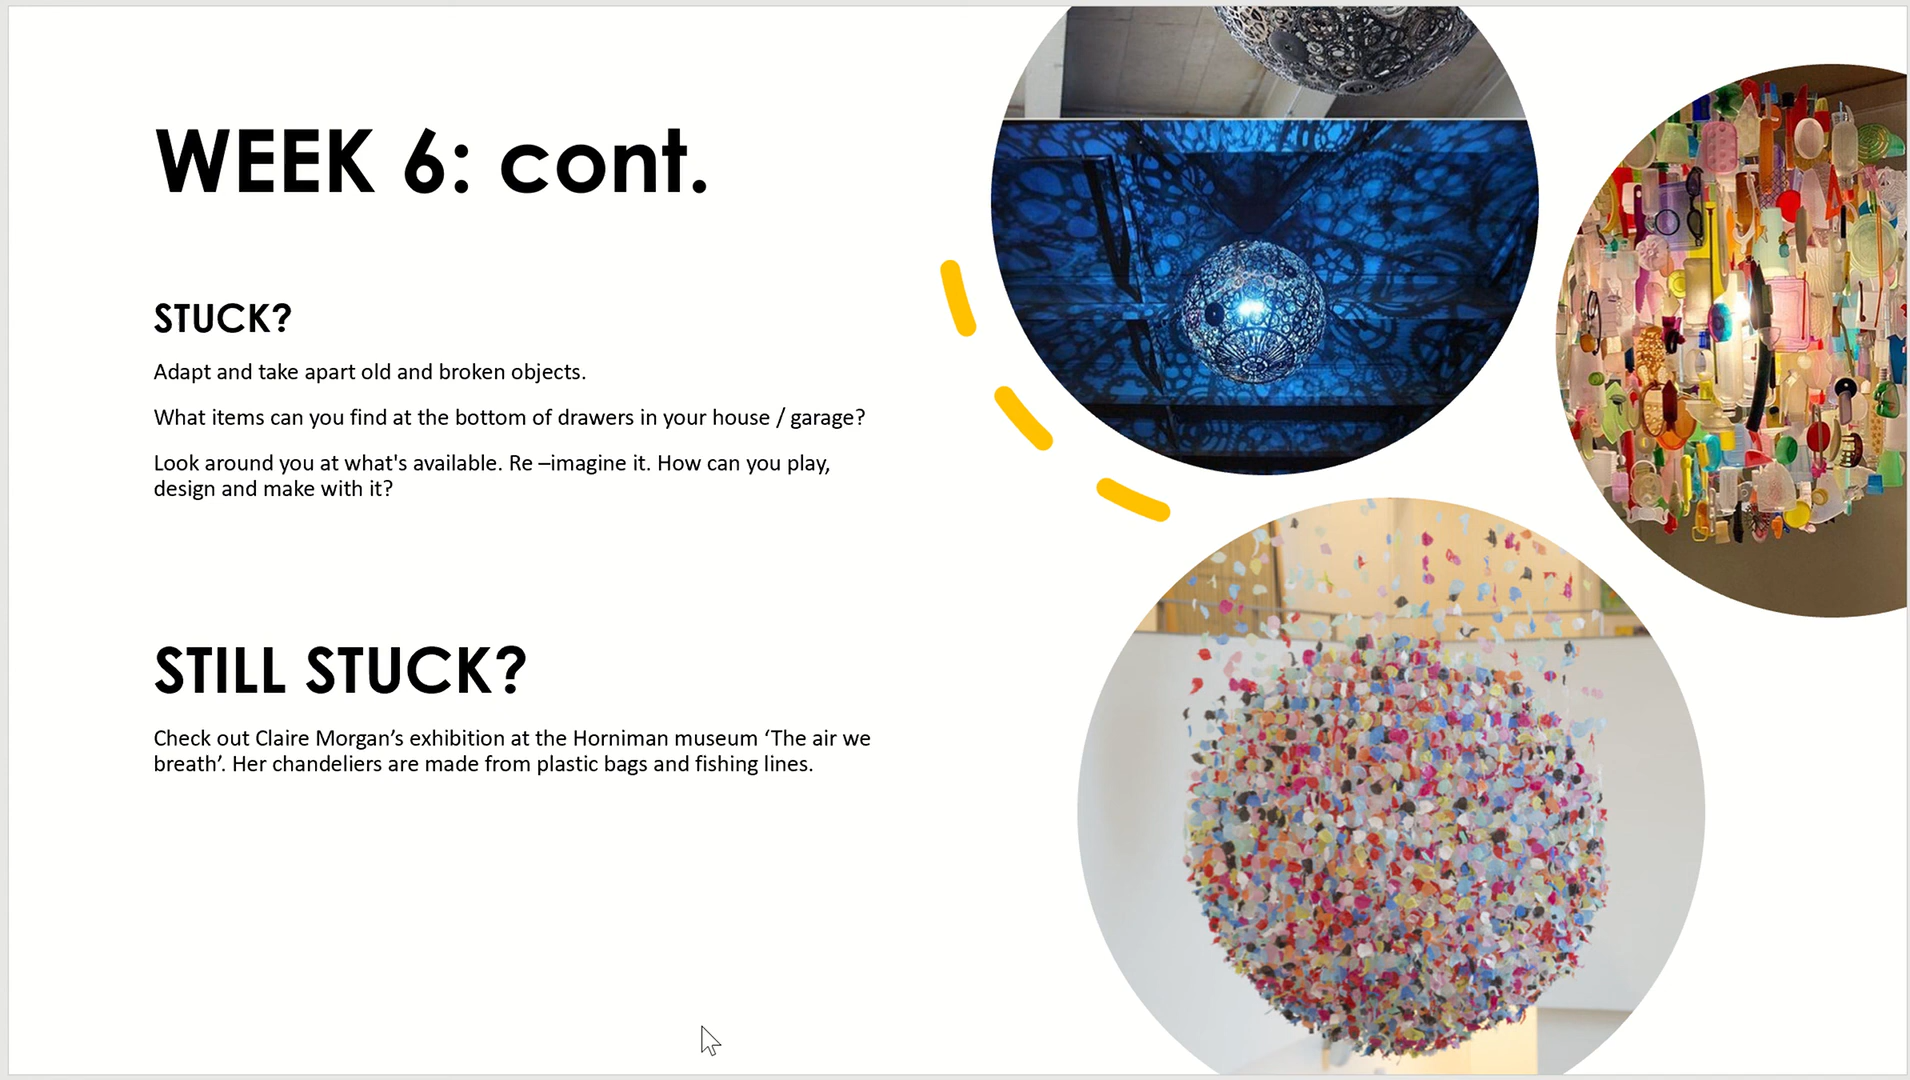 WEEK 6: cont.
STUCK?
Adapt and take apart old and broken objects.
What items can you find at the bottom of drawers in your house / garage?
Look around you at what's available. Re –imagine it. How can you play,
design and make with it?
STILL STUCK?
Check out Claire Morgan’s exhibition at the Horniman museum ‘The air we
breath’. Her chandeliers are made from plastic bags and fishing lines.